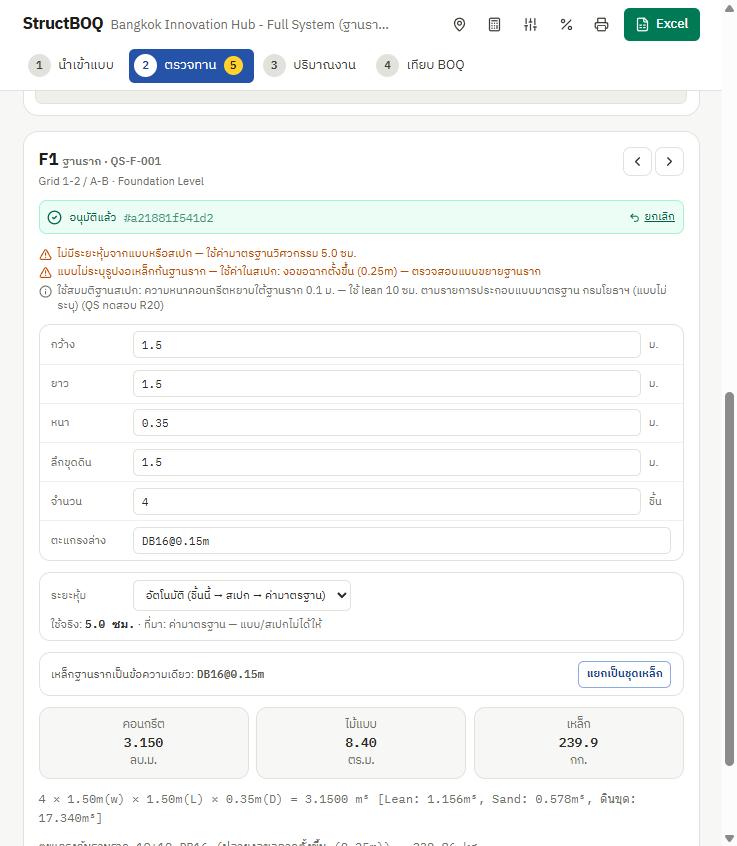 StructBOQ Bangkok Innovation Hub - Full System (ฐานรา... Excel
1 นำเข้าแบบ 2 ตรวจทาน 5 3 ปริมาณงาน 4 เทียบ BOQ
F1 ฐานราก · QS-F-001
Grid 1-2 / A-B · Foundation Level
อนุมัติแล้ว #a21881f541d2 ยกเลิก
ไม่มีระยะหุ้มจากแบบหรือสเปก — ใช้ค่ามาตรฐานวิศวกรรม 5.0 ซม.
แบบไม่ระบุรูปงอเหล็กก้นฐานราก — ใช้ค่าในสเปก: งอขอฉากตั้งขึ้น (0.25m) — ตรวจสอบแบบขยายฐานราก
ใช้สมมติฐานสเปก: ความหนาคอนกรีตหยาบใต้ฐานราก 0.1 ม. — ใช้ lean 10 ซม. ตามรายการประกอบแบบมาตรฐาน กรมโยธาฯ (แบบไม่
ระบุ) (QS ทดสอบ R20)
กว้าง 1.5 ม.
ยาว 1.5 ม.
หนา 0.35 ม.
ลึกขุดดิน 1.5 ม.
จำนวน 4 ชิ้น
ตะแกรงล่าง DB16@0.15m
ระยะหุ้ม อัตโนมัติ (ชิ้นนี้ → สเปก → ค่ามาตรฐาน)
ใช้จริง: 5.0 ซม. · ที่มา: ค่ามาตรฐาน — แบบ/สเปกไม่ได้ให้
เหล็กฐานรากเป็นข้อความเดียว: DB16@0.15m แยกเป็นชุดเหล็ก
คอนกรีต ไม้แบบ เหล็ก
3.150 8.40 239.9
ลบ.ม. ตร.ม. กก.
4 × 1.50m(w) × 1.50m(L) × 0.35m(D) = 3.1500 m³ [Lean: 1.156m³, Sand: 0.578m³, ดินขุด:
17.340m³]